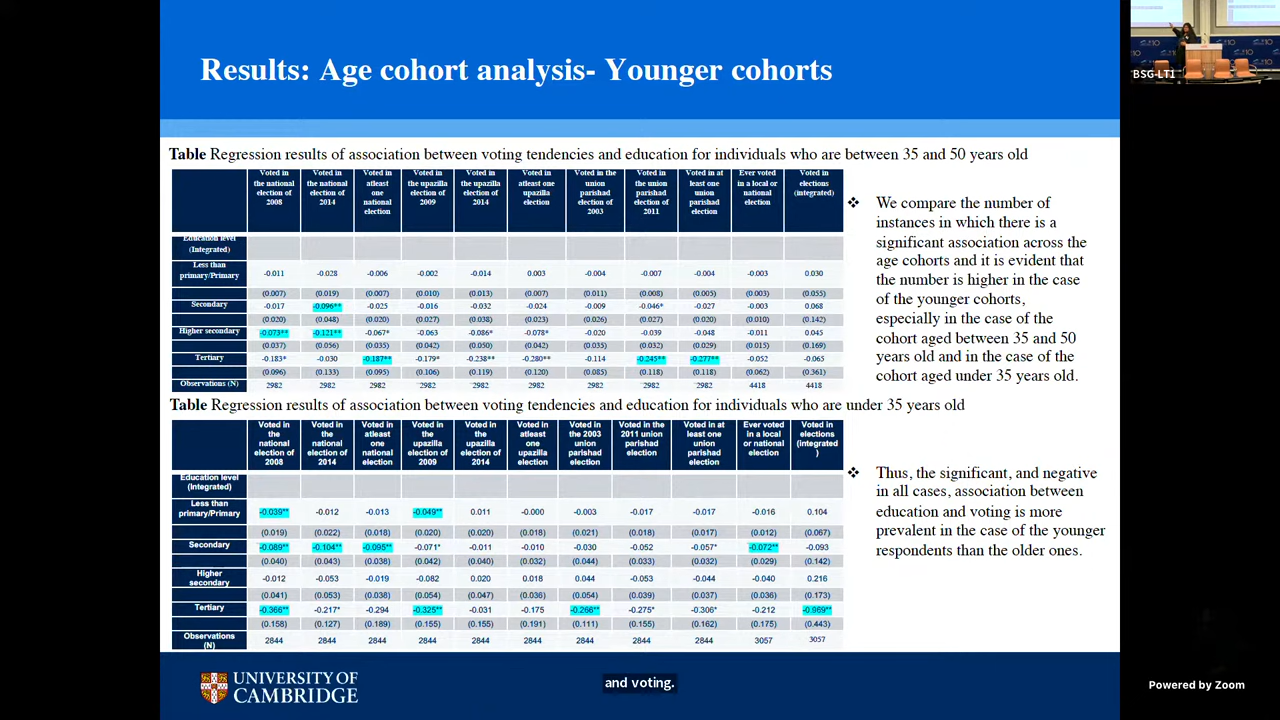 Results: Age cohort analysis- Younger cohorts
BSG-LT1
Table Regression results of association between voting tendencies and education for individuals who are between 35 and 50 years old
Voted in the national election of 2008 Voted in the national election of 2014 Voted in atleast one national election Voted in the upazilla election of 2009 Voted in the upazilla election of 2014 Voted in atleast one upazilla election Voted in the union parishad election of 2003 Voted in the union parishad election of 2011 Voted in at least one union parishad election Ever voted in a local or national election Voted in elections (integrated)
Education level (Integrated)
Less than primary/Primary -0.011 -0.028 -0.006 -0.002 -0.014 0.003 -0.004 -0.007 -0.004 -0.003 0.030
(0.007) (0.019) (0.007) (0.010) (0.013) (0.007) (0.011) (0.008) (0.005) (0.003) (0.055)
Secondary -0.017 -0.096** -0.025 -0.016 -0.032 -0.024 -0.009 -0.046* -0.027 -0.003 0.068
(0.020) (0.048) (0.020) (0.027) (0.038) (0.023) (0.026) (0.027) (0.020) (0.010) (0.142)
Higher secondary -0.073** -0.121** -0.067* -0.063 -0.086* -0.078* -0.020 -0.039 -0.048 -0.011 0.045
(0.037) (0.056) (0.035) (0.042) (0.050) (0.042) (0.035) (0.032) (0.029) (0.015) (0.169)
Tertiary -0.183* -0.030 -0.187** -0.179* -0.238** -0.280** -0.114 -0.245** -0.277** -0.052 -0.065
(0.096) (0.133) (0.095) (0.106) (0.119) (0.120) (0.085) (0.118) (0.118) (0.062) (0.361)
Observations (N) 2982 2982 2982 2982 2982 2982 2982 2982 2982 4418 4418
Table Regression results of association between voting tendencies and education for individuals who are under 35 years old
Voted in the national election of 2008 Voted in the national election of 2014 Voted in atleast one national election Voted in the upazilla election of 2009 Voted in the upazilla election of 2014 Voted in atleast one upazilla election Voted in the 2003 union parishad election Voted in the 2011 union parishad election Voted in at least one union parishad election Ever voted in a local or national election Voted in elections (integrated )
Education level (Integrated)
Less than primary/Primary -0.039** -0.012 -0.013 -0.049** 0.011 -0.000 -0.003 -0.017 -0.017 -0.016 0.104
(0.019) (0.022) (0.018) (0.020) (0.020) (0.018) (0.021) (0.018) (0.017) (0.012) (0.067)
Secondary -0.089** -0.104** -0.095** -0.071* -0.011 -0.010 -0.030 -0.052 -0.057* -0.072** -0.093
(0.040) (0.043) (0.038) (0.042) (0.040) (0.032) (0.044) (0.033) (0.032) (0.029) (0.142)
Higher secondary -0.012 -0.053 -0.019 -0.082 0.020 0.018 0.044 -0.053 -0.044 -0.040 0.216
(0.041) (0.053) (0.038) (0.054) (0.047) (0.036) (0.054) (0.039) (0.037) (0.036) (0.173)
Tertiary -0.366** -0.217* -0.294 -0.325** -0.031 -0.175 -0.266** -0.275* -0.306* -0.212 -0.969**
(0.158) (0.127) (0.189) (0.155) (0.155) (0.191) (0.111) (0.155) (0.162) (0.175) (0.443)
Observations (N) 2844 2844 2844 2844 2844 2844 2844 2844 2844 3057 3057
❖ We compare the number of
instances in which there is a
significant association across the
age cohorts and it is evident that
the number is higher in the case
of the younger cohorts,
especially in the case of the
cohort aged between 35 and 50
years old and in the case of the
cohort aged under 35 years old.
❖ Thus, the significant, and negative
in all cases, association between
education and voting is more
prevalent in the case of the younger
respondents than the older ones.
UNIVERSITY OF
CAMBRIDGE
and voting.
Powered by Zoom